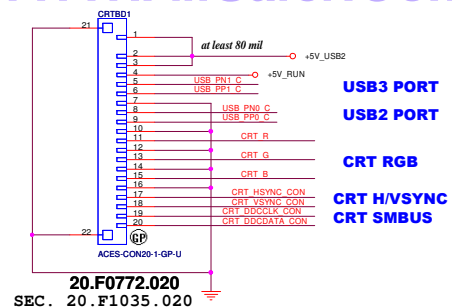 CRTBD1
21
1
at least 80 mil
2
+5V_USB2
3
4
+5V_RUN
5
USB_PN1_C
6
USB_PP1_C
USB3 PORT
7
8
USB_PN0_C
9
USB_PP0_C
USB2 PORT
10
11
CRT_R
12
13
CRT_G
CRT RGB
14
15
CRT_B
16
17
CRT_HSYNC_CON
CRT H/VSYNC
18
CRT_VSYNC_CON
19
CRT_DDCCLK_CON
CRT SMBUS
20
CRT_DDCDATA_CON
22
GP
ACES-CON20-1-GP-U
20.F0772.020
SEC. 20.F1035.020